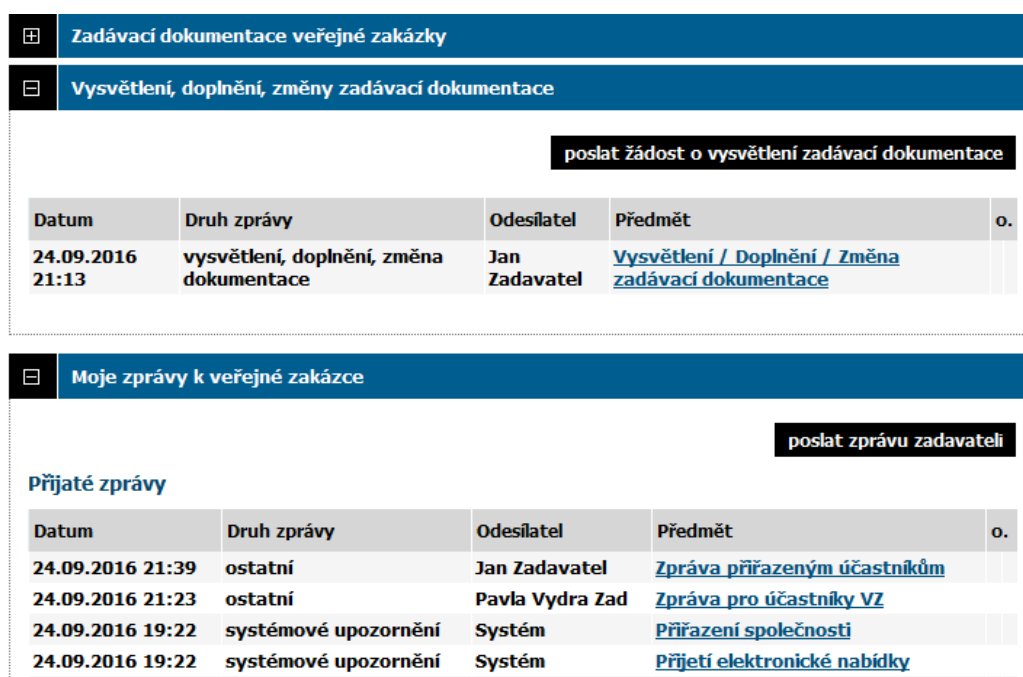 Zadávací dokumentace veřejné zakázky
Vysvětlení, doplnění, změny zadávací dokumentace
poslat žádost o vysvětlení zadávací dokumentace
Datum Druh zprávy Odesílatel Předmět o.
24.09.2016 vysvětlení, doplnění, změna Jan Vysvětlení / Doplnění / Změna
21:13 dokumentace Zadavatel zadávací dokumentace
Moje zprávy k veřejné zakázce
poslat zprávu zadavateli
Přijaté zprávy
Datum Druh zprávy Odesílatel Předmět o.
24.09.2016 21:39 ostatní Jan Zadavatel Zpráva přiřazeným účastníkům
24.09.2016 21:23 ostatní Pavla Vydra Zad Zpráva pro účastníky VZ
24.09.2016 19:22 systémové upozornění Systém Přiřazení společnosti
24.09.2016 19:22 systémové upozornění Systém Přijetí elektronické nabídky